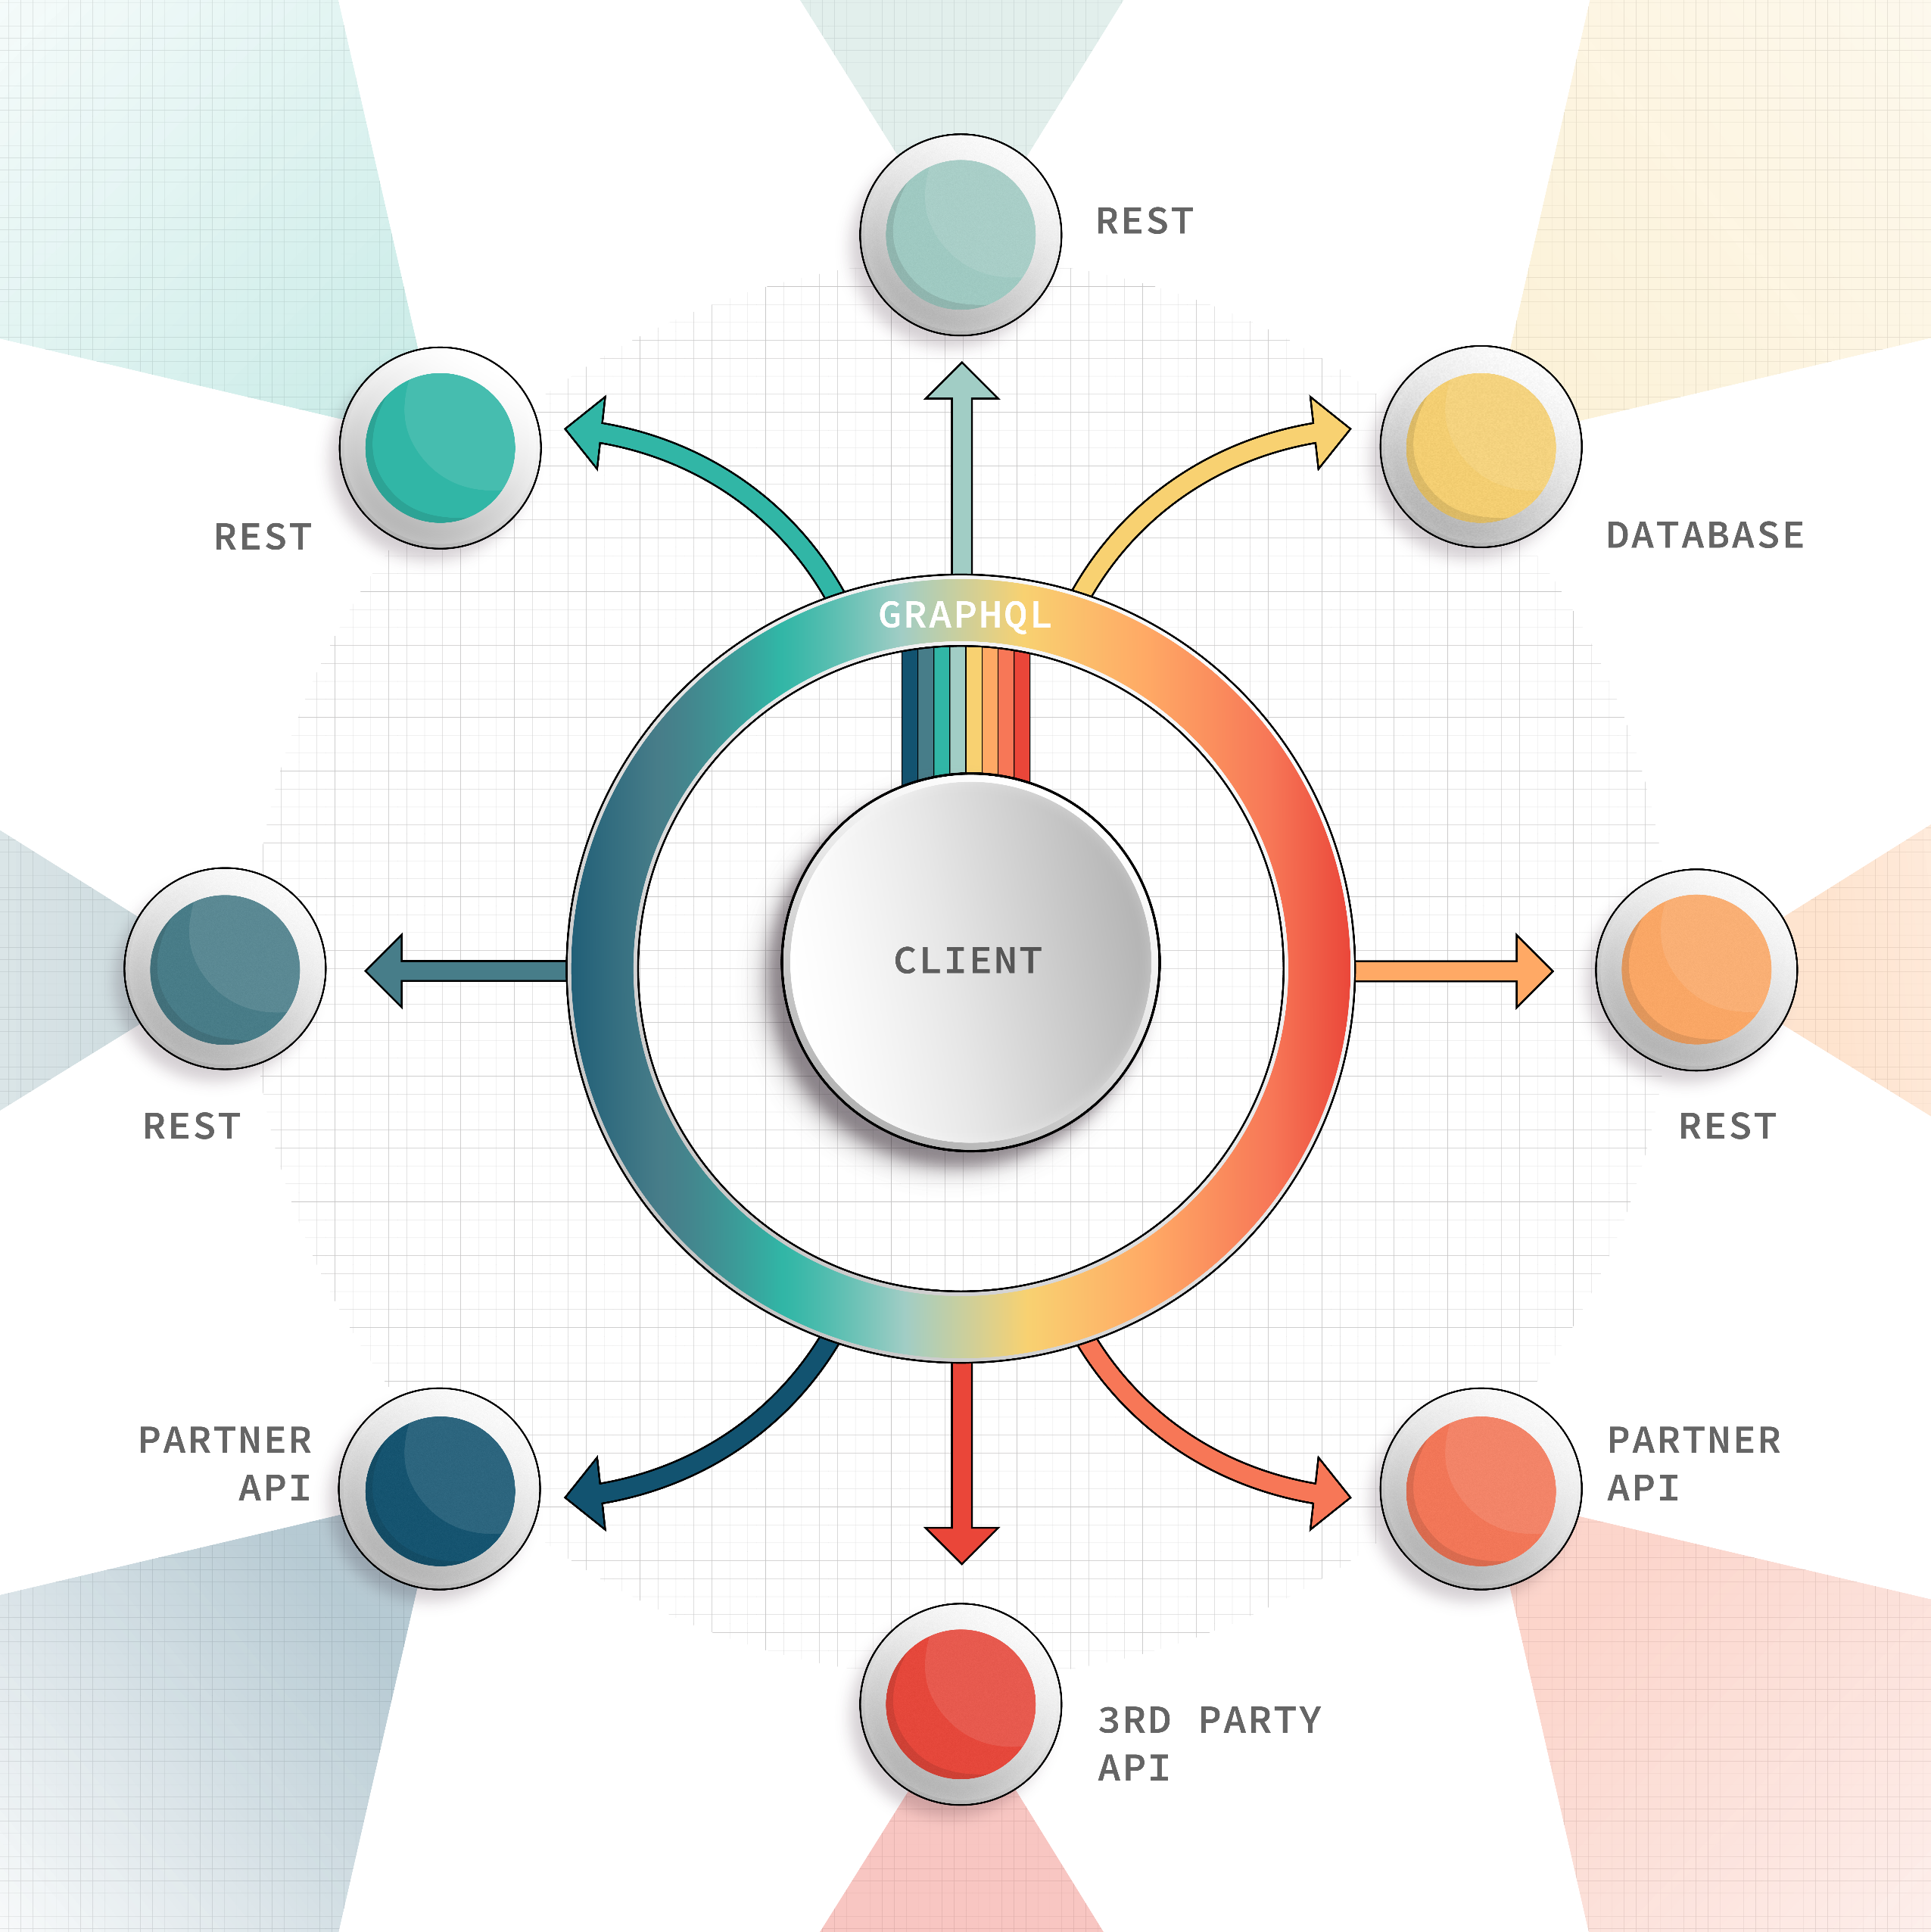 REST
REST
DATABASE
GRAPHQL
CLIENT
REST
REST
PARTNER
API
PARTNER
API
3RD PARTY
API